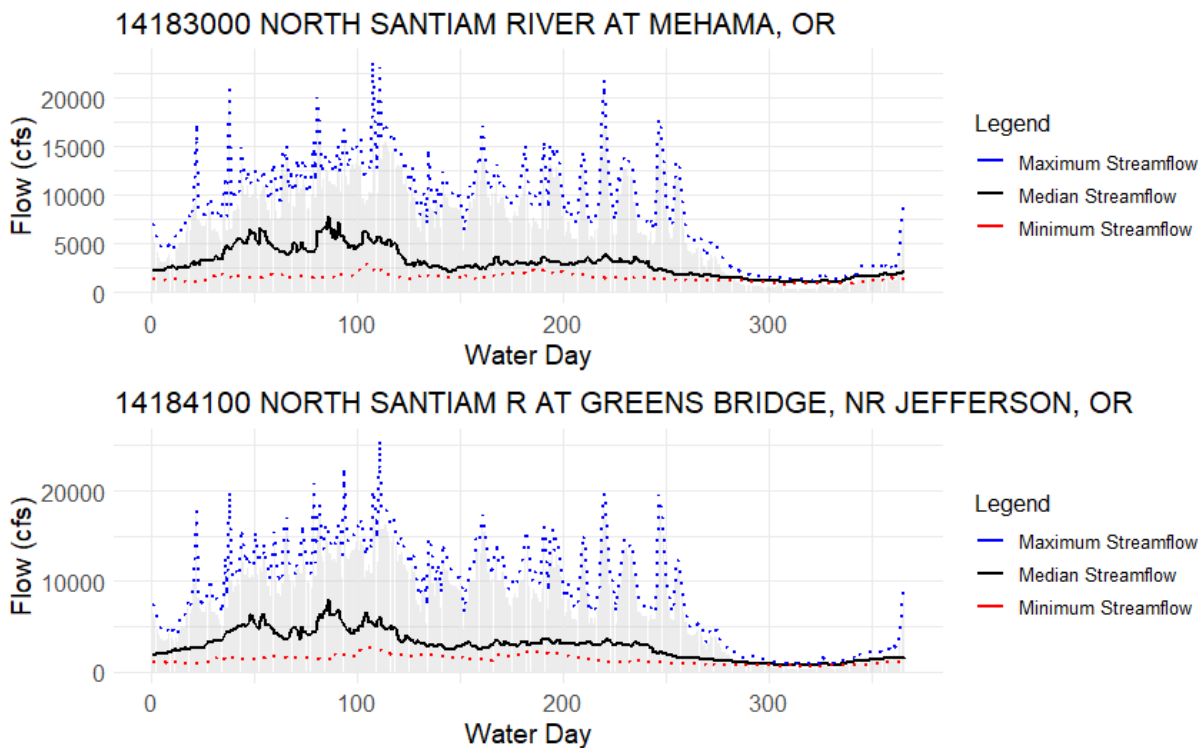 14183000 NORTH SANTIAM RIVER AT MEHAMA, OR
Flow (cfs)
20000
15000
10000
5000
0
0 100 200 300
Water Day
Legend
Maximum Streamflow
Median Streamflow
Minimum Streamflow
14184100 NORTH SANTIAM R AT GREENS BRIDGE, NR JEFFERSON, OR
Flow (cfs)
20000
10000
0
0 100 200 300
Water Day
Legend
Maximum Streamflow
Median Streamflow
Minimum Streamflow